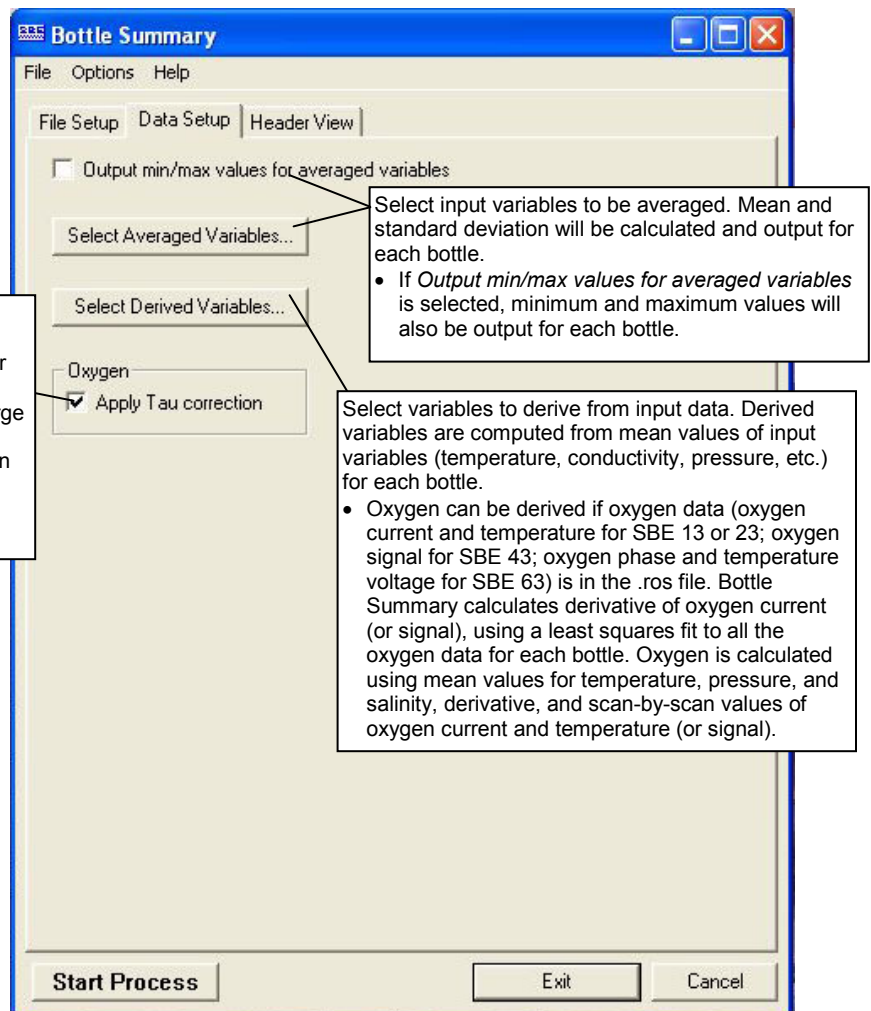 SBE Bottle Summary
File Options Help
File Setup Data Setup Header View
Output min/max values for averaged variables
Select Averaged Variables...
Select input variables to be averaged. Mean and
standard deviation will be calculated and output for
each bottle.
• If Output min/max values for averaged variables
is selected, minimum and maximum values will
also be output for each bottle.
Select Derived Variables...
r
rge
n
Oxygen
Apply Tau correction
Select variables to derive from input data. Derived
variables are computed from mean values of input
variables (temperature, conductivity, pressure, etc.)
for each bottle.
• Oxygen can be derived if oxygen data (oxygen
current and temperature for SBE 13 or 23; oxygen
signal for SBE 43; oxygen phase and temperature
voltage for SBE 63) is in the .ros file. Bottle
Summary calculates derivative of oxygen current
(or signal), using a least squares fit to all the
oxygen data for each bottle. Oxygen is calculated
using mean values for temperature, pressure, and
salinity, derivative, and scan-by-scan values of
oxygen current and temperature (or signal).
Start Process Exit Cancel